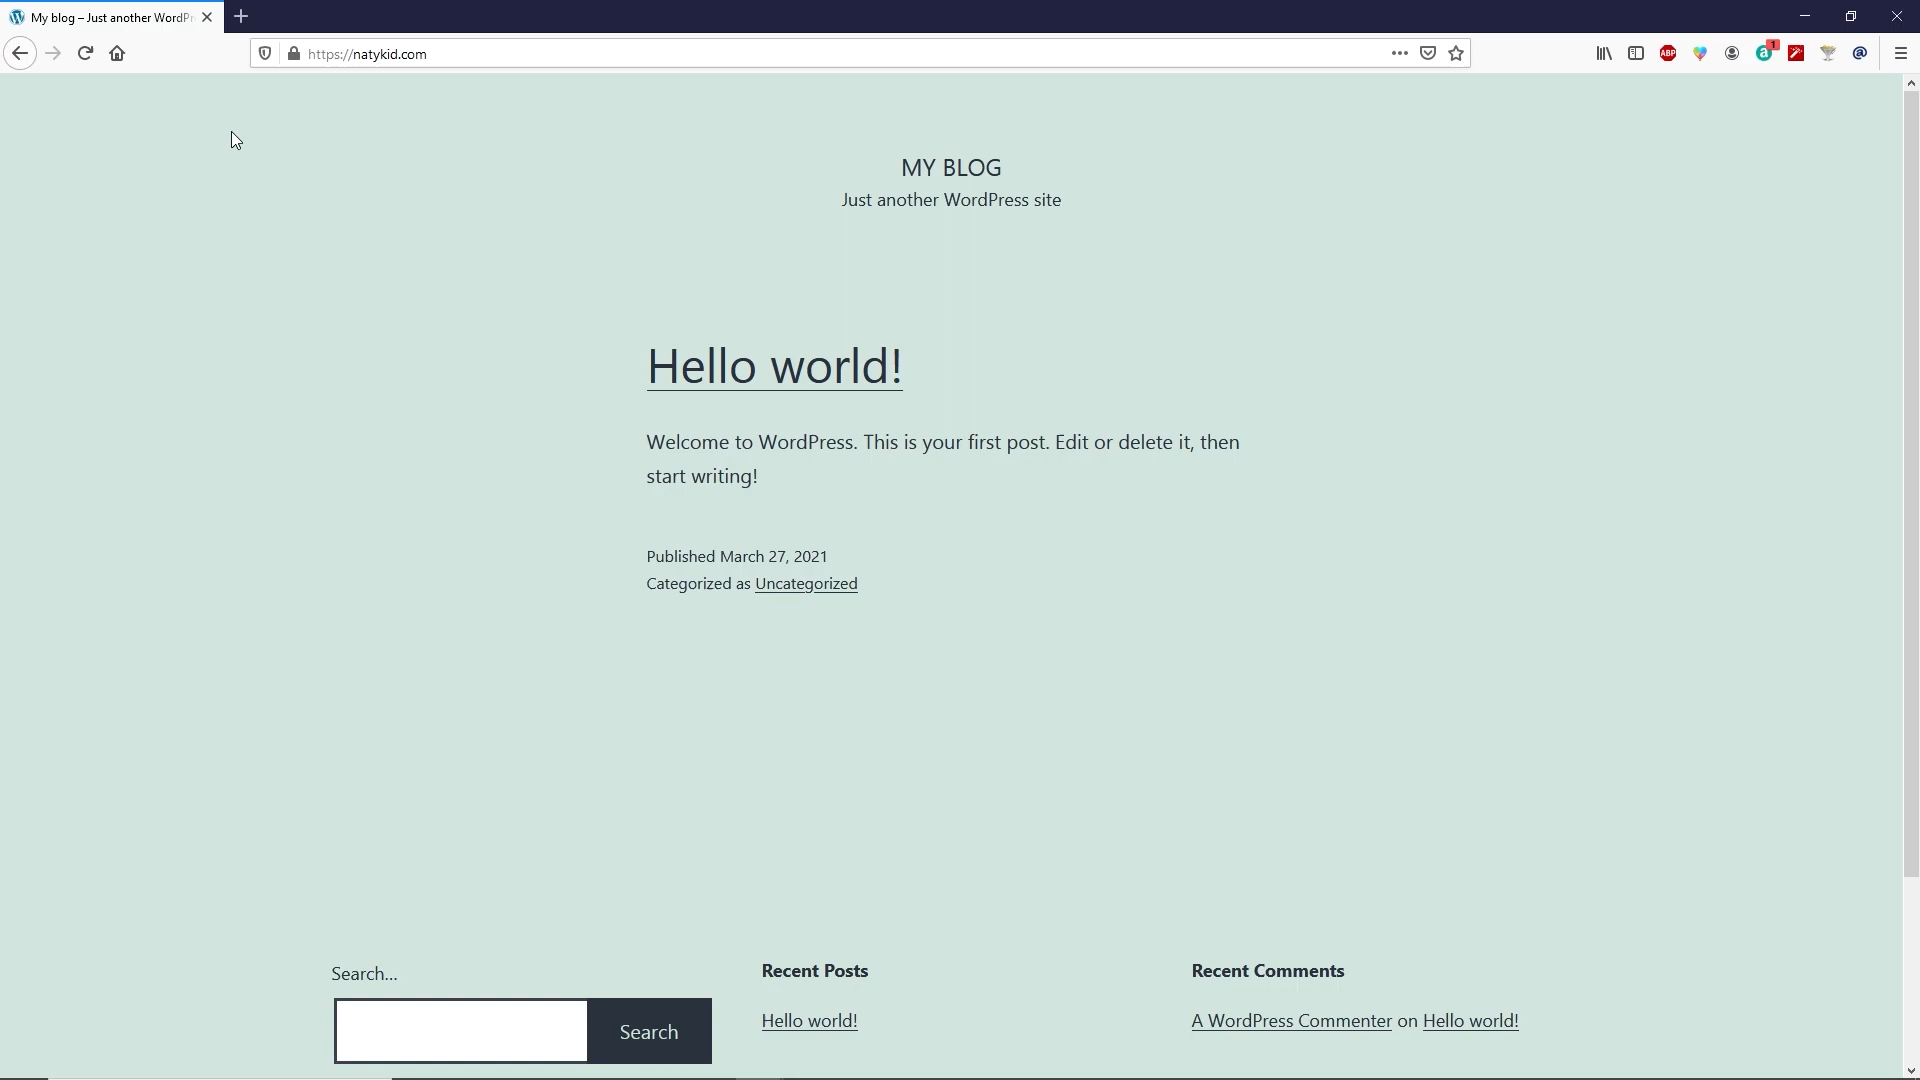 My blog – Just another WordPr
https://natykid.com
ABP
1
a
@
MY BLOG
Just another WordPress site
Hello world!
Welcome to WordPress. This is your first post. Edit or delete it, then
start writing!
Published March 27, 2021
Categorized as Uncategorized
Search...
Search
Recent Posts
Hello world!
Recent Comments
A WordPress Commenter on Hello world!